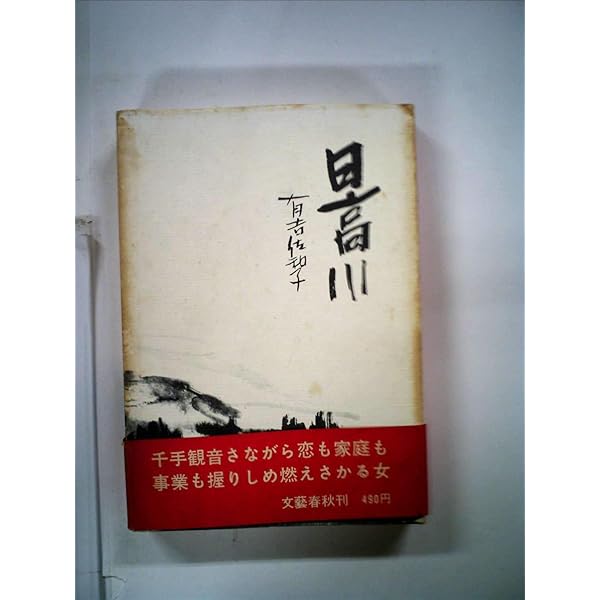 日高川
有吉佐和子
千手観音さながら恋も家庭も
事業も握りしめ燃えさかる女
文藝春秋刊 490円